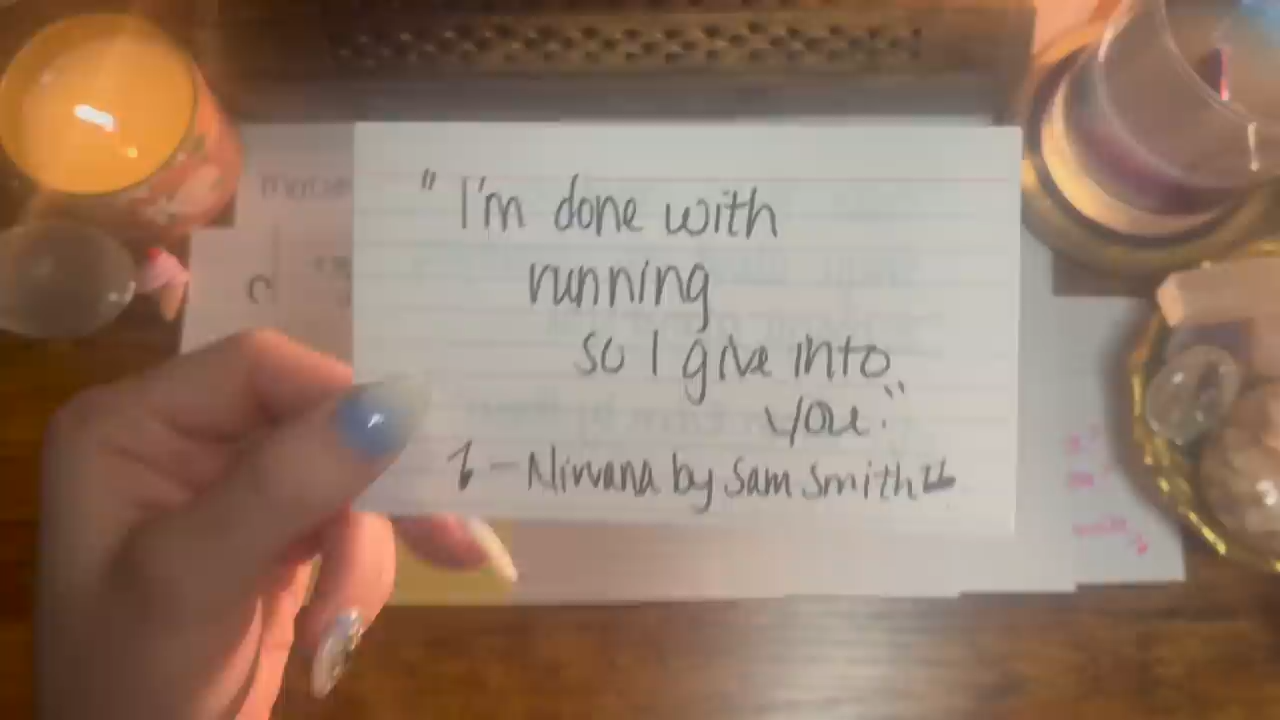 "I'm done with
running
so I give into
you."
- Nirvana by Sam Smith